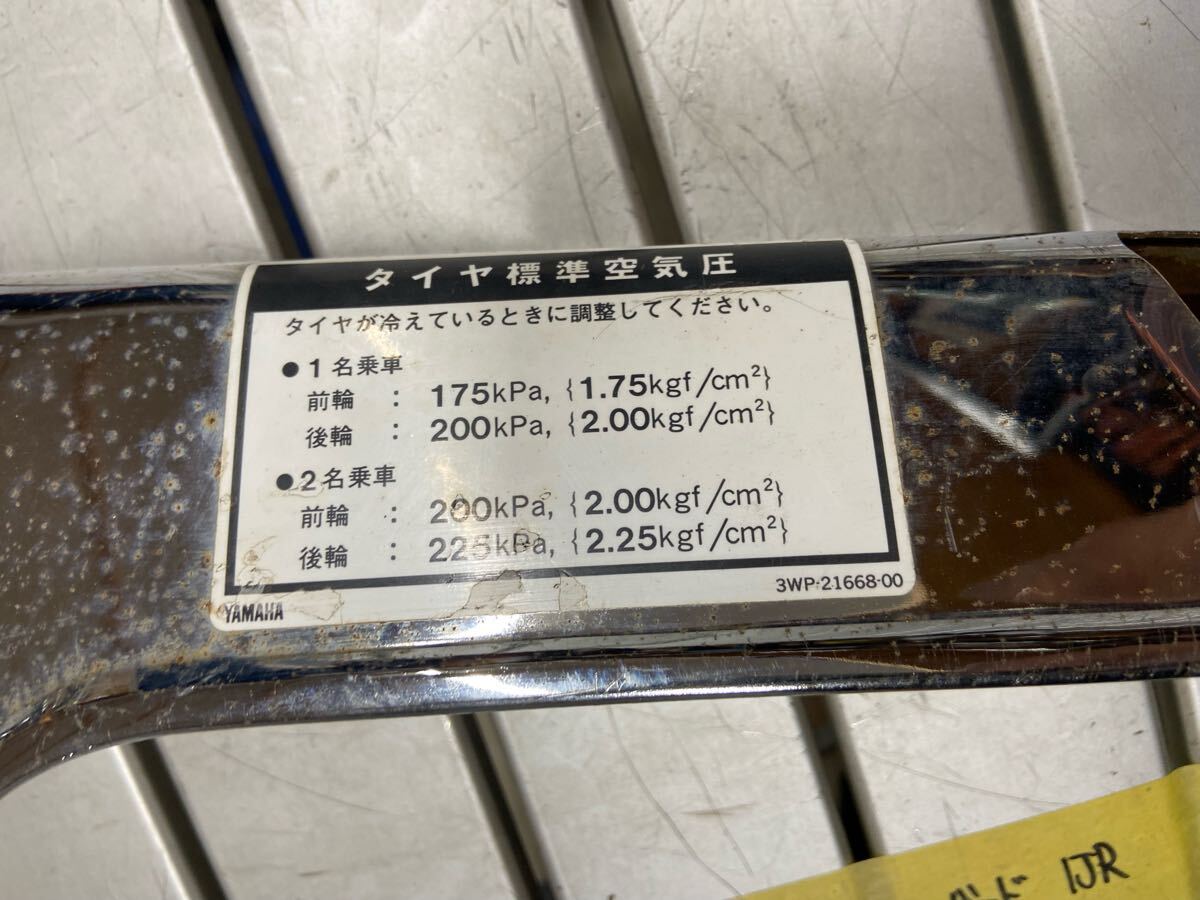 タイヤ標準空気圧
タイヤが冷えているときに調整してください。
●1名乗車
前輪 : 175kPa, {1.75kgf/cm²}
後輪 : 200kPa, {2.00kgf/cm²}
●2名乗車
前輪 : 200kPa, {2.00kgf/cm²}
後輪 : 225kPa, {2.25kgf/cm²}
3WP-21668-00
YAMAHA
1JR